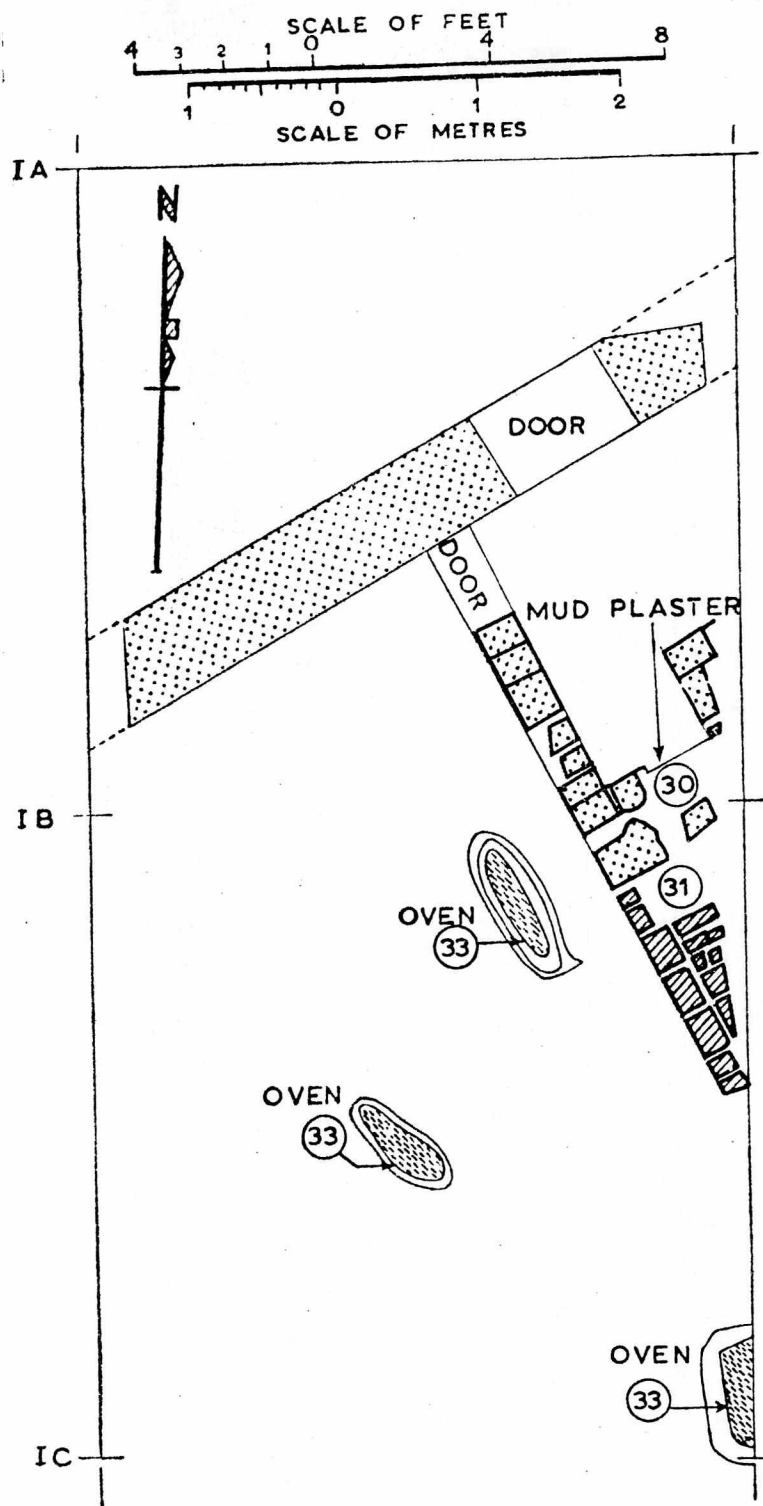 SCALE OF FEET
4 3 2 1 0 4 8
1 0 1 2
SCALE OF METRES
IA
N
DOOR
DOOR
MUD PLASTER
30
IB
31
OVEN
33
OVEN
33
OVEN
33
IC